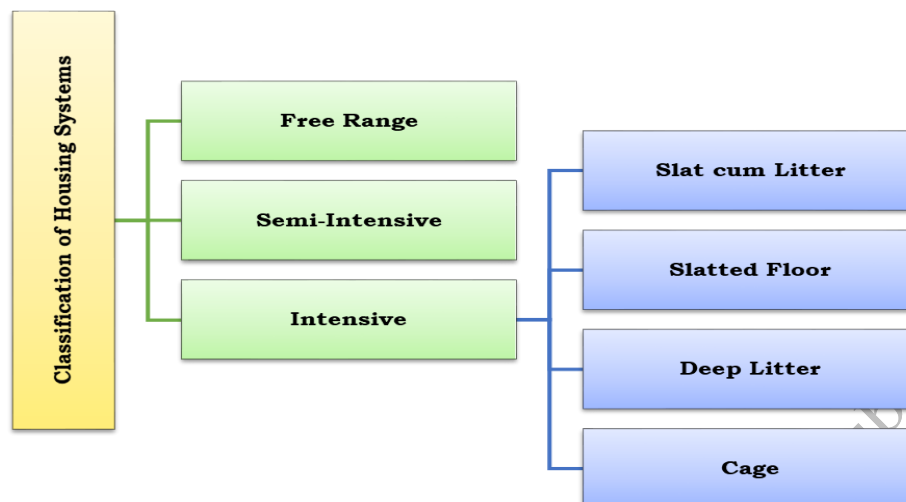 Classification of Housing Systems
Free Range
Semi-Intensive
Intensive
Slat cum Litter
Slatted Floor
Deep Litter
Cage